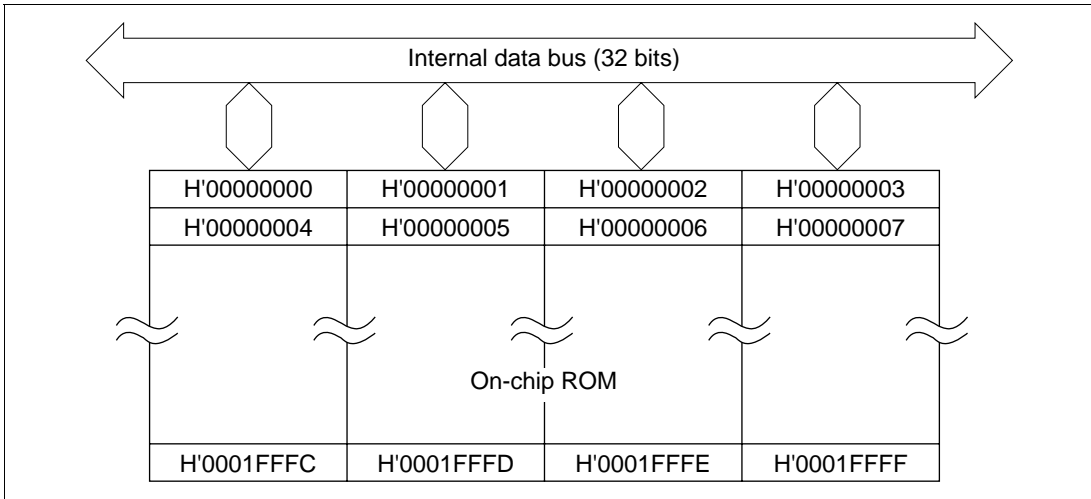 Internal data bus (32 bits)
H'00000000 H'00000001 H'00000002 H'00000003
H'00000004 H'00000005 H'00000006 H'00000007
On-chip ROM
H'0001FFFC H'0001FFFD H'0001FFFE H'0001FFFF